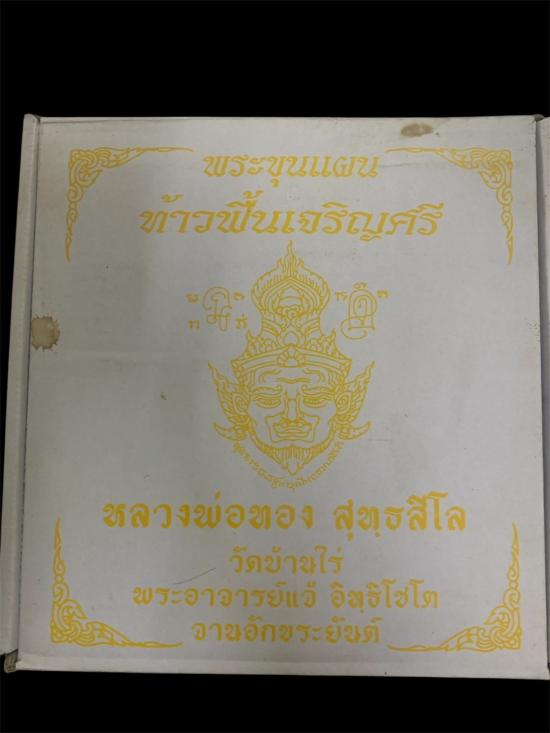 พระขุนแผน
ท้าวฟื้นเจริญศรี
หลวงพ่อทอง สุทธสีโล
วัดบ้านไร่
พระอาจารย์แว้ อิทธิโชโต
จานอักขระยันต์